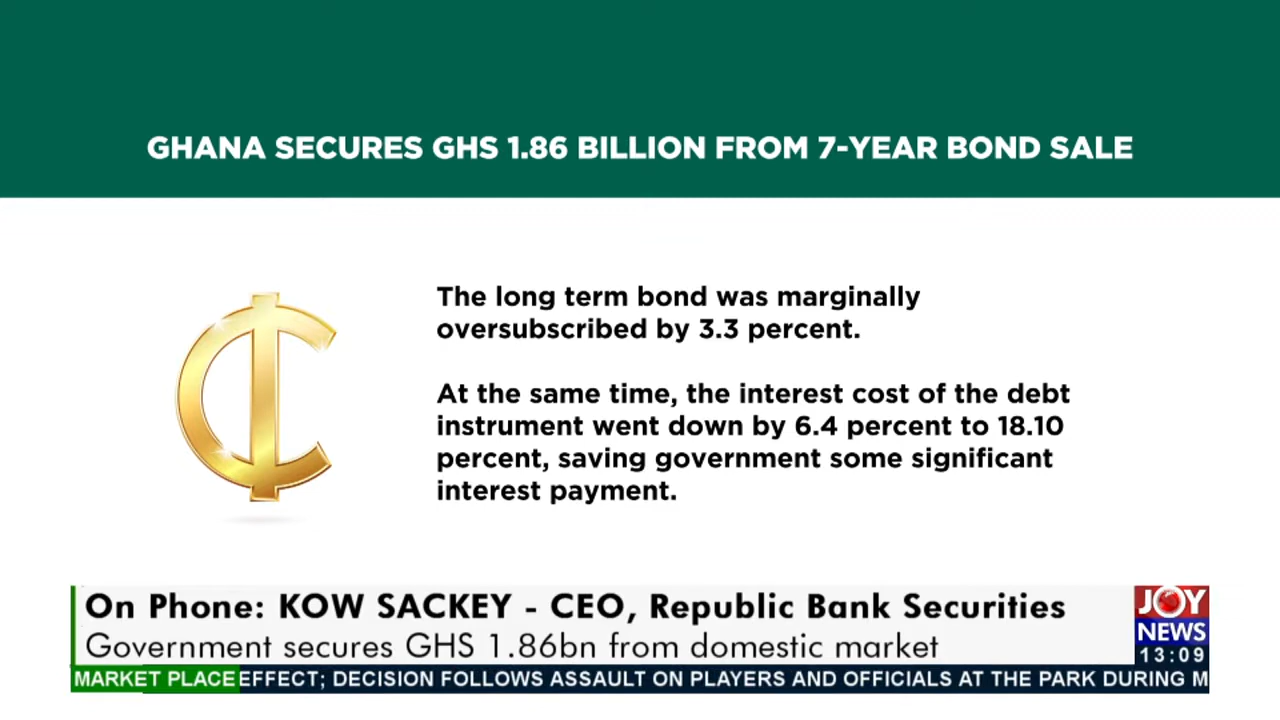 GHANA SECURES GHS 1.86 BILLION FROM 7-YEAR BOND SALE
The long term bond was marginally
oversubscribed by 3.3 percent.
At the same time, the interest cost of the debt
instrument went down by 6.4 percent to 18.10
percent, saving government some significant
interest payment.
On Phone: KOW SACKEY - CEO, Republic Bank Securities
Government secures GHS 1.86bn from domestic market
JOY
NEWS
13:09
MARKET PLACE EFFECT; DECISION FOLLOWS ASSAULT ON PLAYERS AND OFFICIALS AT THE PARK DURING M